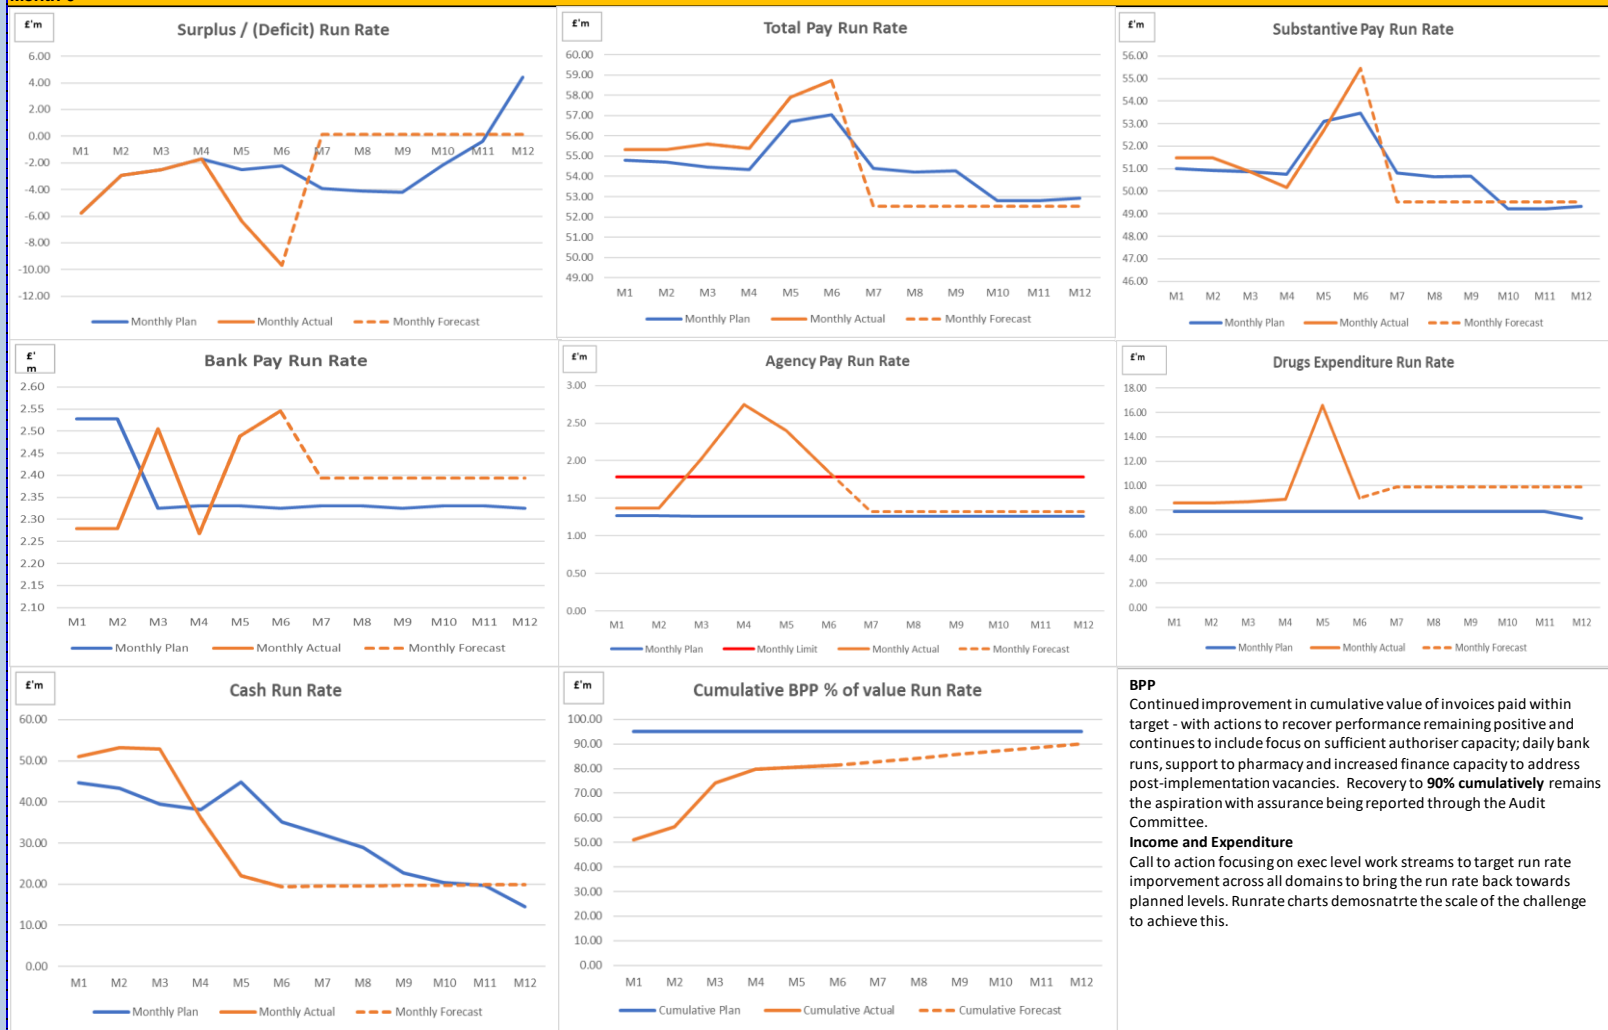 £'m
Surplus / (Deficit) Run Rate
6.00
4.00
2.00
0.00
-2.00
-4.00
-6.00
-8.00
-10.00
-12.00
M1 M2 M3 M4 M5 M6 M7 M8 M9 M10 M11 M12
Monthly Plan Monthly Actual Monthly Forecast
£'m
Total Pay Run Rate
60.00
59.00
58.00
57.00
56.00
55.00
54.00
53.00
52.00
51.00
50.00
49.00
M1 M2 M3 M4 M5 M6 M7 M8 M9 M10 M11 M12
Monthly Plan Monthly Actual Monthly Forecast
£'m
Substantive Pay Run Rate
56.00
55.00
54.00
53.00
52.00
51.00
50.00
49.00
48.00
47.00
46.00
M1 M2 M3 M4 M5 M6 M7 M8 M9 M10 M11 M12
Monthly Plan Monthly Actual Monthly Forecast
£'
m
Bank Pay Run Rate
2.60
2.55
2.50
2.45
2.40
2.35
2.30
2.25
2.20
2.15
2.10
M1 M2 M3 M4 M5 M6 M7 M8 M9 M10 M11 M12
Monthly Plan Monthly Actual Monthly Forecast
£'m
Agency Pay Run Rate
3.00
2.50
2.00
1.50
1.00
0.50
0.00
M1 M2 M3 M4 M5 M6 M7 M8 M9 M10 M11 M12
Monthly Plan Monthly Limit Monthly Actual Monthly Forecast
£'m
Drugs Expenditure Run Rate
18.00
16.00
14.00
12.00
10.00
8.00
6.00
4.00
2.00
0.00
M1 M2 M3 M4 M5 M6 M7 M8 M9 M10 M11 M12
Monthly Plan Monthly Actual Monthly Forecast
£'m
Cash Run Rate
60.00
50.00
40.00
30.00
20.00
10.00
0.00
M1 M2 M3 M4 M5 M6 M7 M8 M9 M10 M11 M12
Monthly Plan Monthly Actual Monthly Forecast
£'m
Cumulative BPP % of value Run Rate
100.00
90.00
80.00
70.00
60.00
50.00
40.00
30.00
20.00
10.00
0.00
M1 M2 M3 M4 M5 M6 M7 M8 M9 M10 M11 M12
Cumulative Plan Cumulative Actual Cumulative Forecast
BPP
Continued improvement in cumulative value of invoices paid within
target - with actions to recover performance remaining positive and
continues to include focus on sufficient authoriser capacity; daily bank
runs, support to pharmacy and increased finance capacity to address
post-implementation vacancies. Recovery to 90% cumulatively remains
the aspiration with assurance being reported through the Audit
Committee.
Income and Expenditure
Call to action focusing on exec level work streams to target run rate
imporvement across all domains to bring the run rate back towards
planned levels. Runrate charts demosnatrte the scale of the challenge
to achieve this.